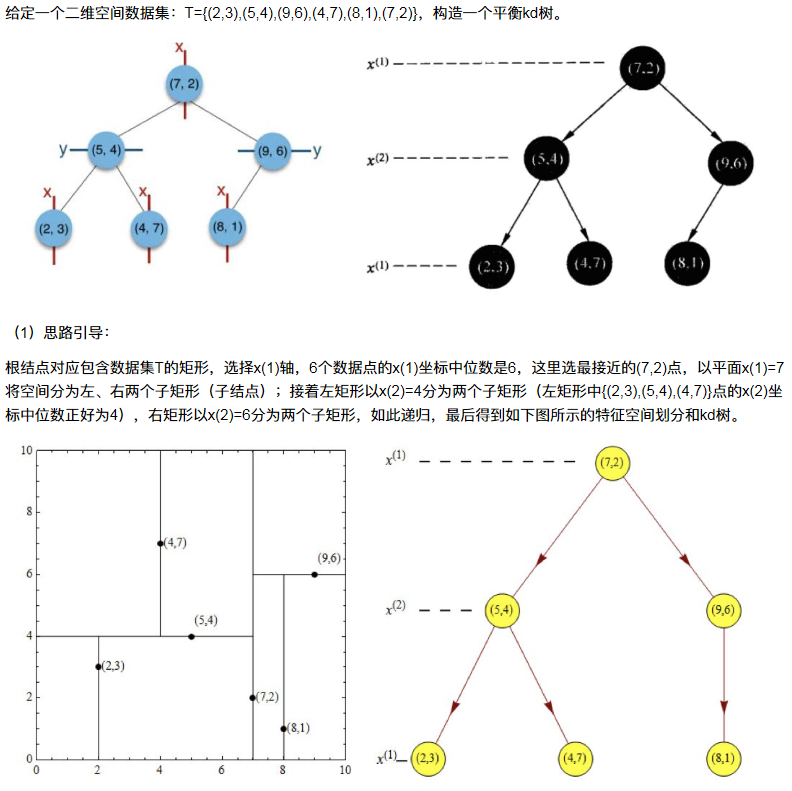 给定一个二维空间数据集：T={(2,3),(5,4),(9,6),(4,7),(8,1),(7,2)}，构造一个平衡kd树。
x
(7, 2)
y
(5, 4)
(9, 6)
y
x
x
x
(2, 3)
(4, 7)
(8, 1)
x⁽¹⁾
(7,2)
x⁽²⁾
(5,4)
(9,6)
x⁽¹⁾
(2,3)
(4,7)
(8,1)
（1）思路引导：
根结点对应包含数据集T的矩形，选择x(1)轴，6个数据点的x(1)坐标中位数是6，这里选最接近的(7,2)点，以平面x(1)=7
将空间分为左、右两个子矩形（子结点）；接着左矩形以x(2)=4分为两个子矩形（左矩形中{(2,3),(5,4),(4,7)}点的x(2)坐
标中位数正好为4），右矩形以x(2)=6分为两个子矩形，如此递归，最后得到如下图所示的特征空间划分和kd树。
10
8
6
4
2
0
0
2
4
6
8
10
(4,7)
(9,6)
(5,4)
(2,3)
(7,2)
(8,1)
x⁽¹⁾
(7,2)
x⁽²⁾
(5,4)
(9,6)
x⁽¹⁾
(2,3)
(4,7)
(8,1)